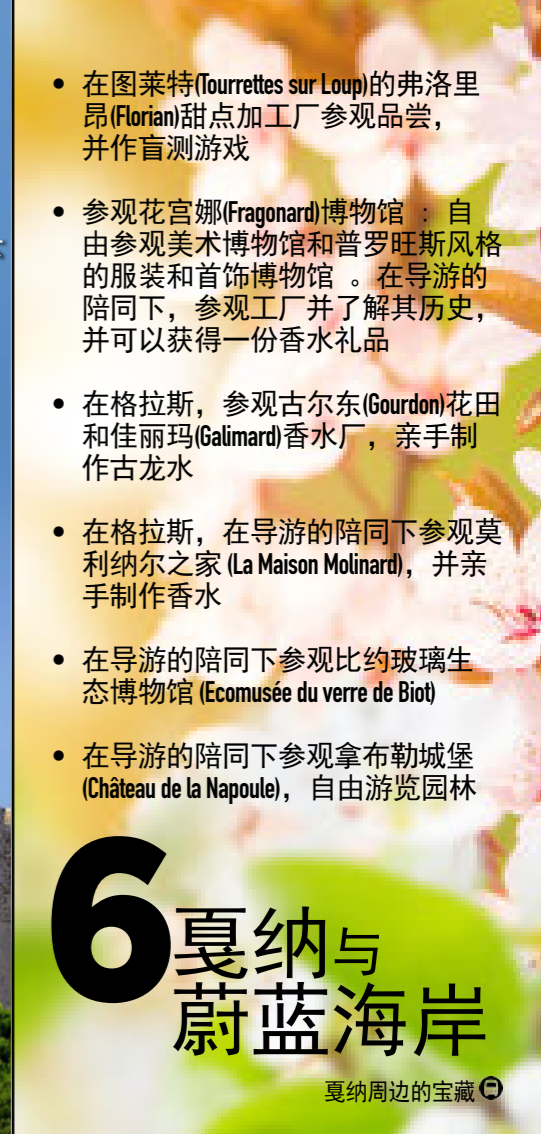 • 在图莱特(Tourrettes sur Loup)的弗洛里
昂(Florian)甜点加工厂参观品尝，
并作盲测游戏
• 参观花宫娜(Fragonard)博物馆 ：自
由参观美术博物馆和普罗旺斯风格
的服装和首饰博物馆 。在导游的
陪同下，参观工厂并了解其历史，
并可以获得一份香水礼品
• 在格拉斯，参观古尔东(Gourdon)花田
和佳丽玛(Galimard)香水厂，亲手制
作古龙水
• 在格拉斯，在导游的陪同下参观莫
利纳尔之家 (La Maison Molinard)，并亲
手制作香水
• 在导游的陪同下参观比约玻璃生
态博物馆 (Ecomusée du verre de Biot)
• 在导游的陪同下参观拿布勒城堡
(Château de la Napoule)，自由游览园林
6 戛纳与
蔚蓝海岸
戛纳周边的宝藏